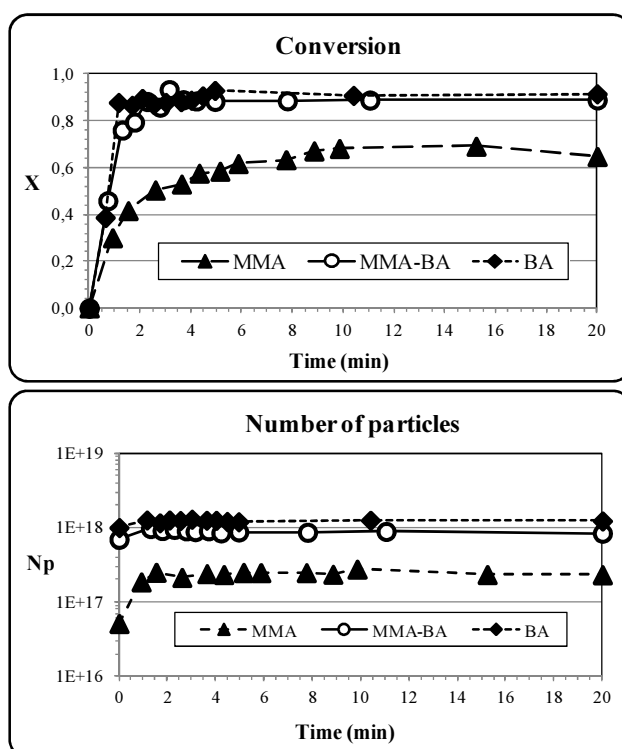 Conversion
1,0
0,8
0,6
X
0,4
0,2
MMA MMA-BA BA
0,0
0 2 4 6 8 10 12 14 16 18 20
Time (min)
Number of particles
1E+19
1E+18
Np
1E+17
MMA MMA-BA BA
1E+16
0 2 4 6 8 10 12 14 16 18 20
Time (min)